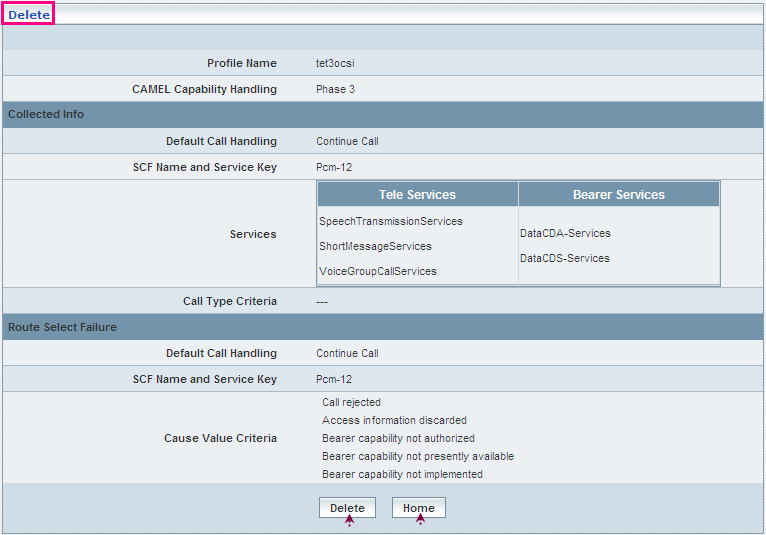 Delete
Profile Name tet3ocsi
CAMEL Capability Handling Phase 3
Collected Info
Default Call Handling Continue Call
SCF Name and Service Key Pcm-12
Services
Tele Services Bearer Services
SpeechTransmissionServices
ShortMessageServices
VoiceGroupCallServices
DataCDA-Services
DataCDS-Services
Call Type Criteria ---
Route Select Failure
Default Call Handling Continue Call
SCF Name and Service Key Pcm-12
Cause Value Criteria
Call rejected
Access information discarded
Bearer capability not authorized
Bearer capability not presently available
Bearer capability not implemented
Delete Home